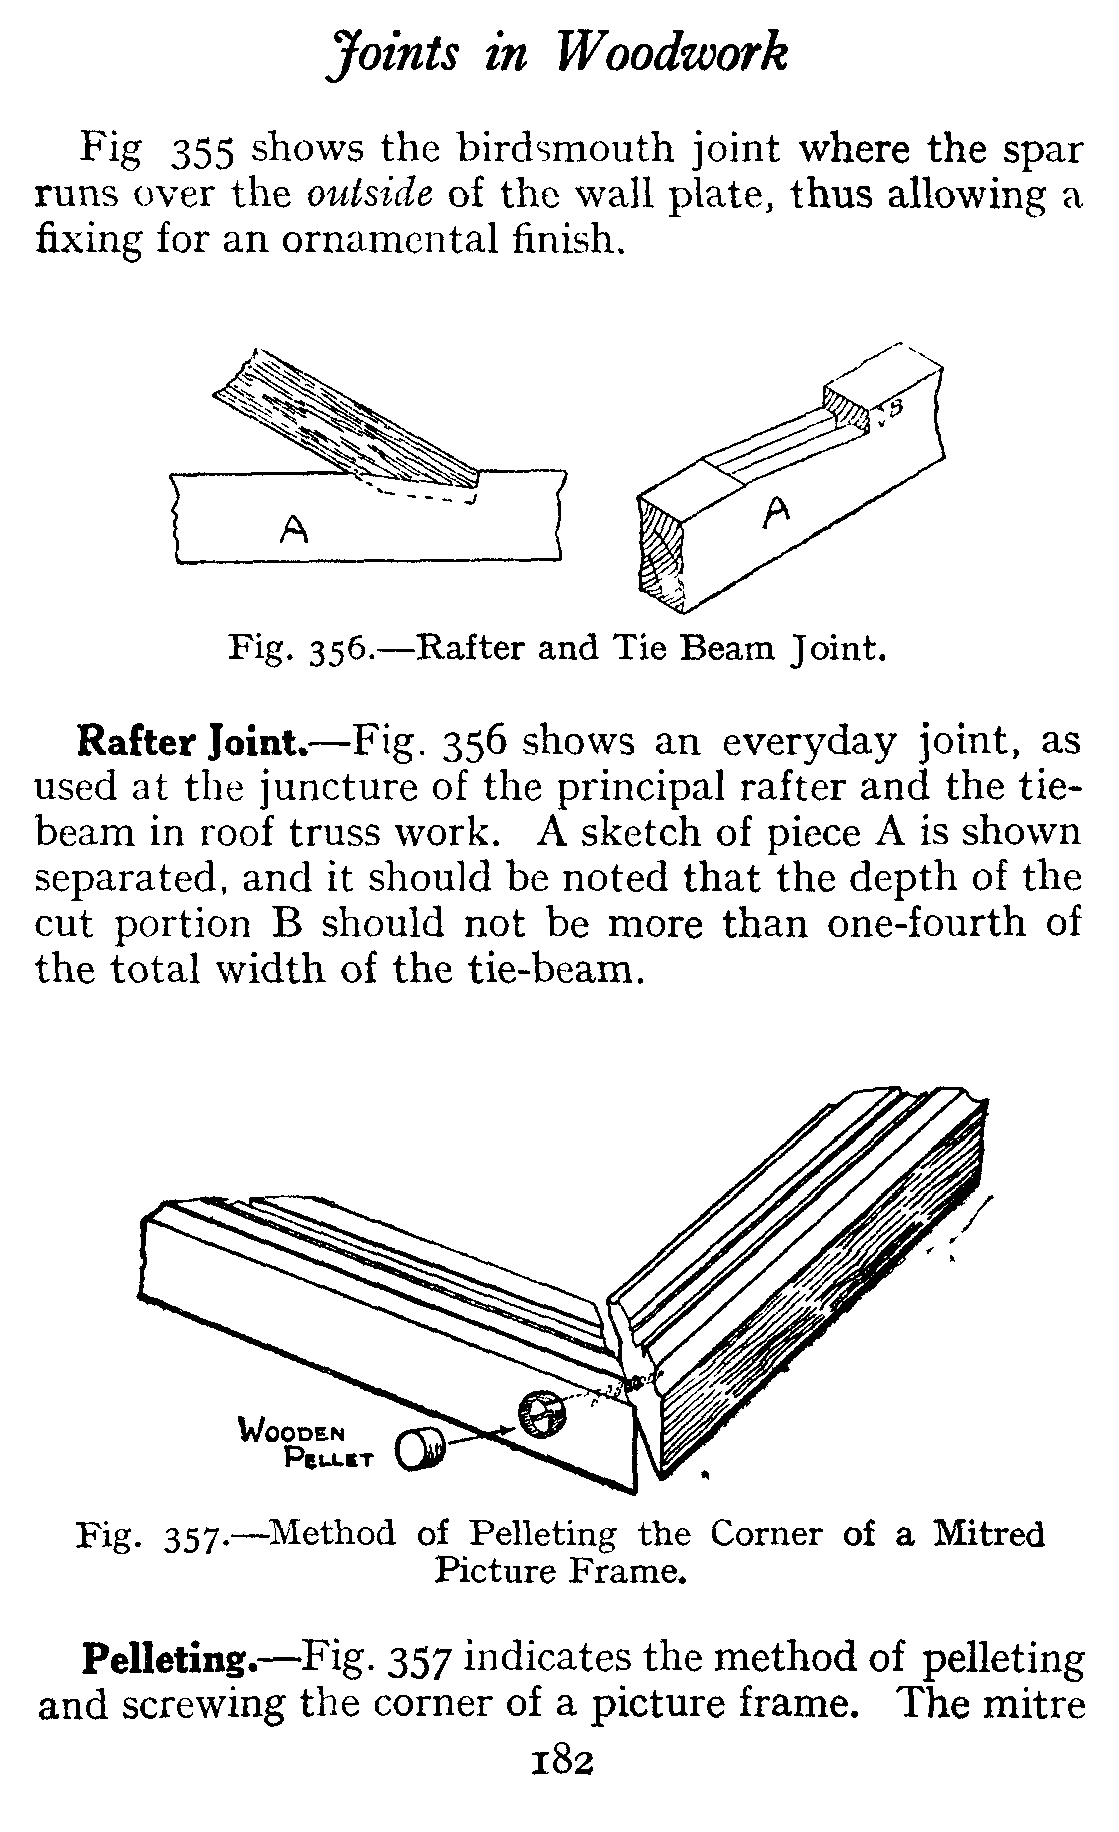 Joints in Woodwork
Fig 355 shows the birdsmouth joint where the spar
runs over the outside of the wall plate, thus allowing a
fixing for an ornamental finish.
A
B
A
Fig. 356.—Rafter and Tie Beam Joint.
Rafter Joint.—Fig. 356 shows an everyday joint, as
used at the juncture of the principal rafter and the tie-
beam in roof truss work. A sketch of piece A is shown
separated, and it should be noted that the depth of the
cut portion B should not be more than one-fourth of
the total width of the tie-beam.
WOODEN
PELLET
Fig. 357.—Method of Pelleting the Corner of a Mitred
Picture Frame.
Pelleting.—Fig. 357 indicates the method of pelleting
and screwing the corner of a picture frame. The mitre
182